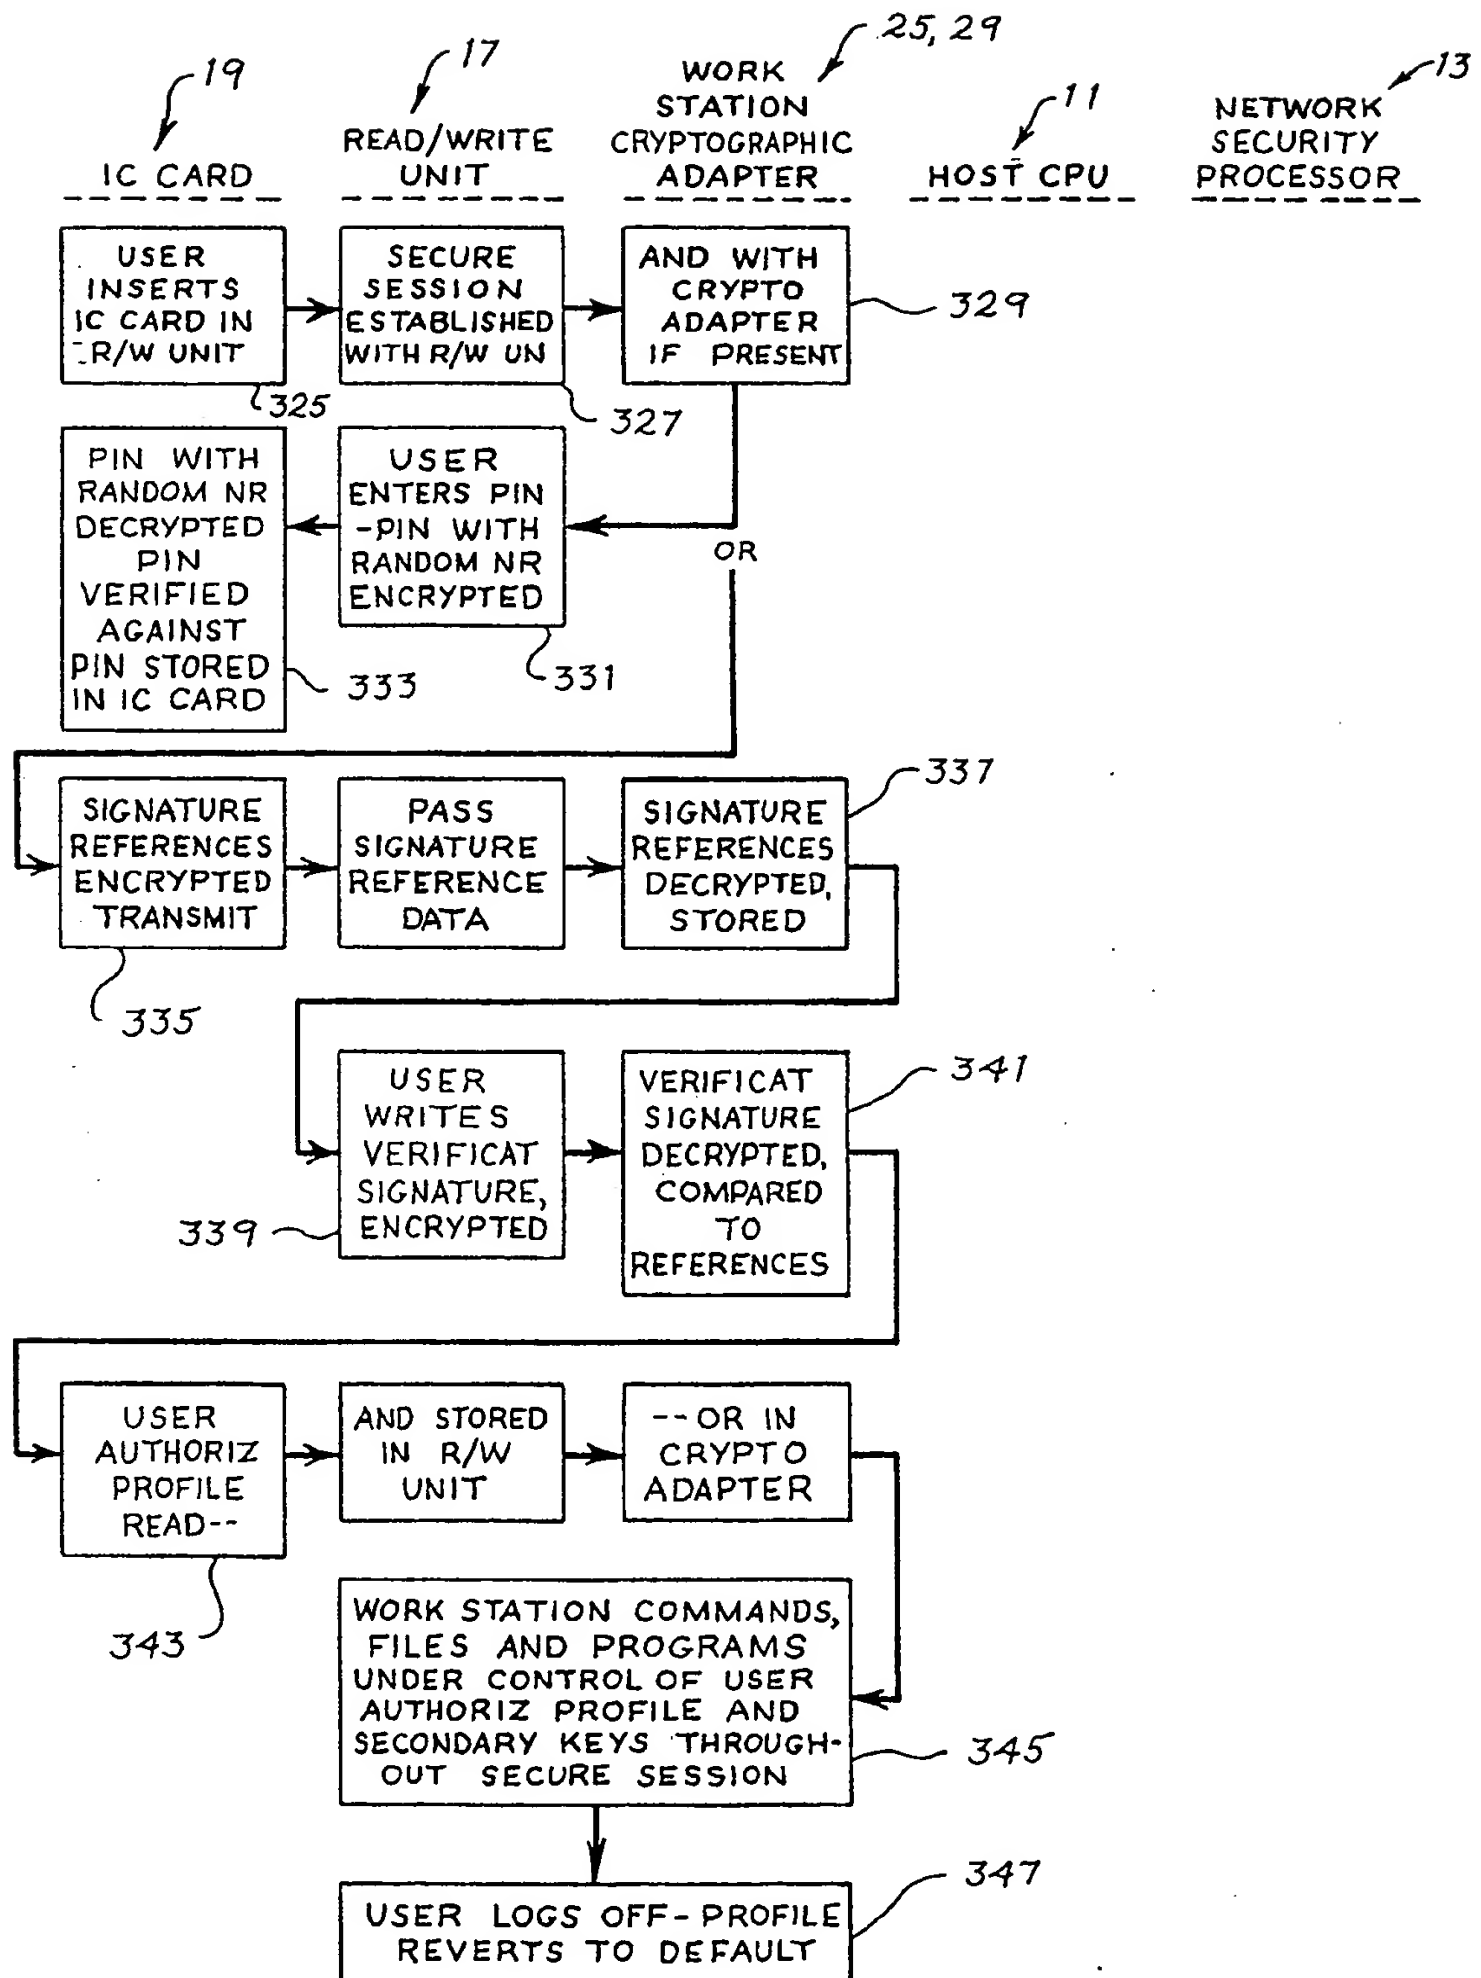 25, 29
19
17
13
11
WORK
STATION
CRYPTOGRAPHIC
ADAPTER
READ/WRITE
UNIT
IC CARD
HOST CPU
NETWORK
SECURITY
PROCESSOR
USER
INSERTS
IC CARD IN
R/W UNIT
325
SECURE
SESSION
ESTABLISHED
WITH R/W UN
327
AND WITH
CRYPTO
ADAPTER
IF PRESENT
329
PIN WITH
RANDOM NR
DECRYPTED
PIN
VERIFIED
AGAINST
PIN STORED
IN IC CARD
333
USER
ENTERS PIN
-PIN WITH
RANDOM NR
ENCRYPTED
331
OR
SIGNATURE
REFERENCES
ENCRYPTED
TRANSMIT
335
PASS
SIGNATURE
REFERENCE
DATA
SIGNATURE
REFERENCES
DECRYPTED,
STORED
337
USER
WRITES
VERIFICAT
SIGNATURE,
ENCRYPTED
339
VERIFICAT
SIGNATURE
DECRYPTED,
COMPARED
TO
REFERENCES
341
USER
AUTHORIZ
PROFILE
READ--
343
AND STORED
IN R/W
UNIT
--OR IN
CRYPTO
ADAPTER
WORK STATION COMMANDS,
FILES AND PROGRAMS
UNDER CONTROL OF USER
AUTHORIZ PROFILE AND
SECONDARY KEYS THROUGH-
OUT SECURE SESSION
345
USER LOGS OFF-PROFILE
REVERTS TO DEFAULT
347